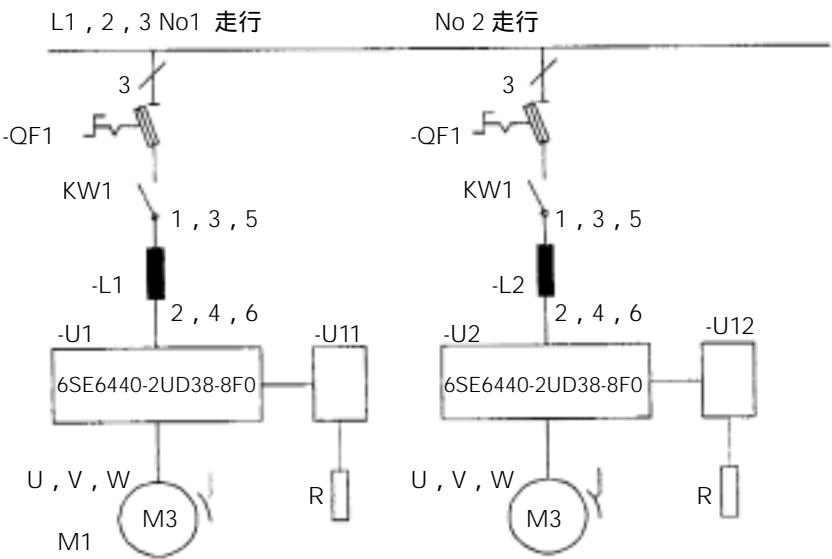 L1 , 2 , 3 No1 走行
No 2 走行
3
3
-QF1
-QF1
KW1
KW1
1 , 3 , 5
1 , 3 , 5
-L1
-L2
2 , 4 , 6
2 , 4 , 6
-U1
-U11
-U2
-U12
6SE6440-2UD38-8F0
6SE6440-2UD38-8F0
U , V , W
R
U , V , W
R
M3
M3
M1